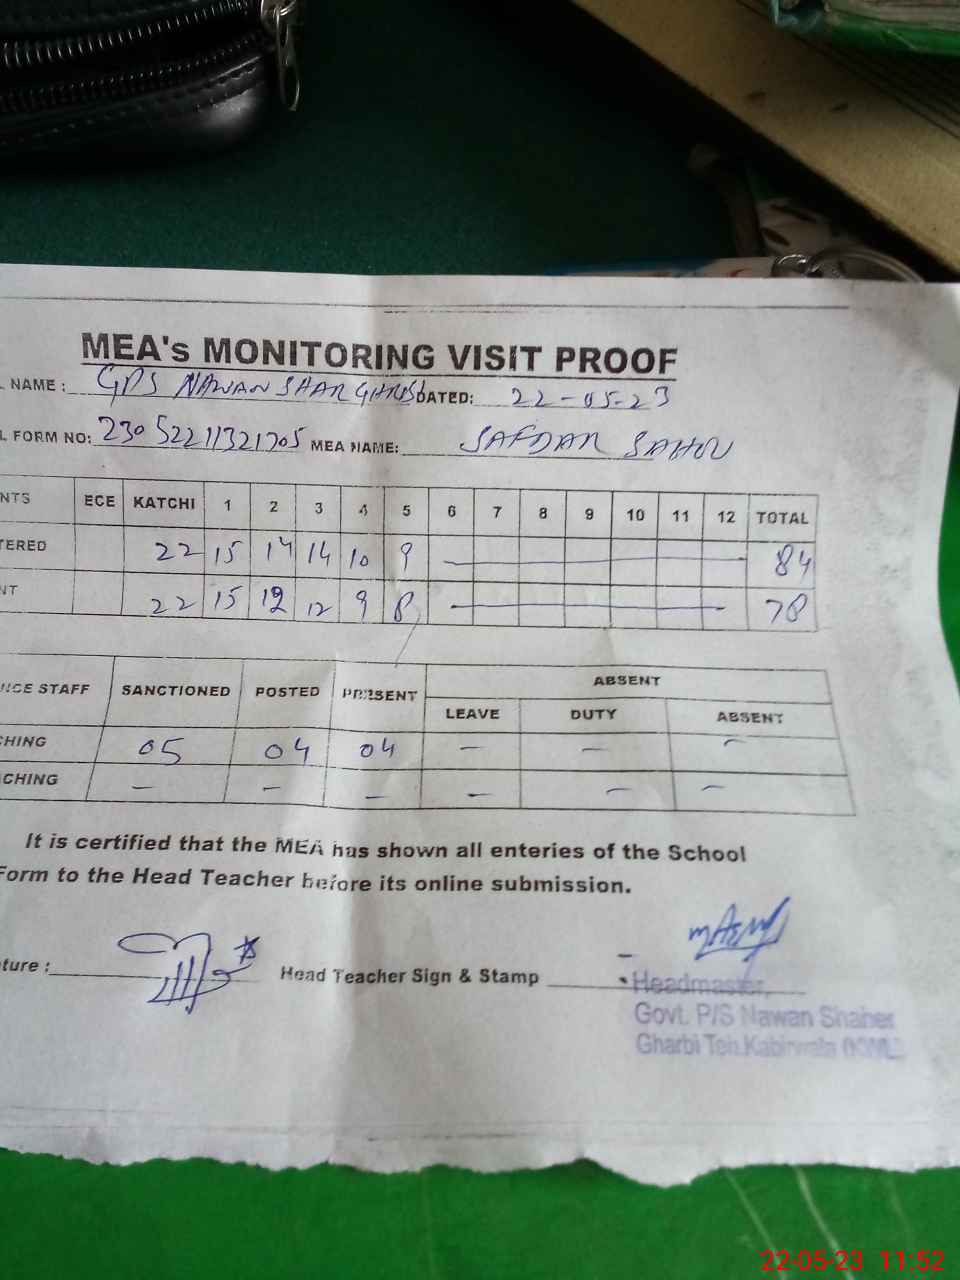 MEA's MONITORING VISIT PROOF
L NAME: GPS NAWAN SHAR GHRBI DATED: 22-05-23
L FORM NO: 23052211321705 MEA NAME: SAFDAR SAHU
NTS ECE KATCHI 1 2 3 4 5 6 7 8 9 10 11 12 TOTAL
TERED 22 15 14 14 10 9 84
NT 22 15 12 12 9 8 78
NCE STAFF SANCTIONED POSTED PRESENT ABSENT
LEAVE DUTY ABSENT
CHING 05 04 04 – – –
CHING – – – – – –
It is certified that the MEA has shown all enteries of the School
Form to the Head Teacher before its online submission.
ture : Head Teacher Sign & Stamp
Headmaster,
Govt. P/S Nawan Shaher
Gharbi Teh. Kabirwala
22-05-23 11:52